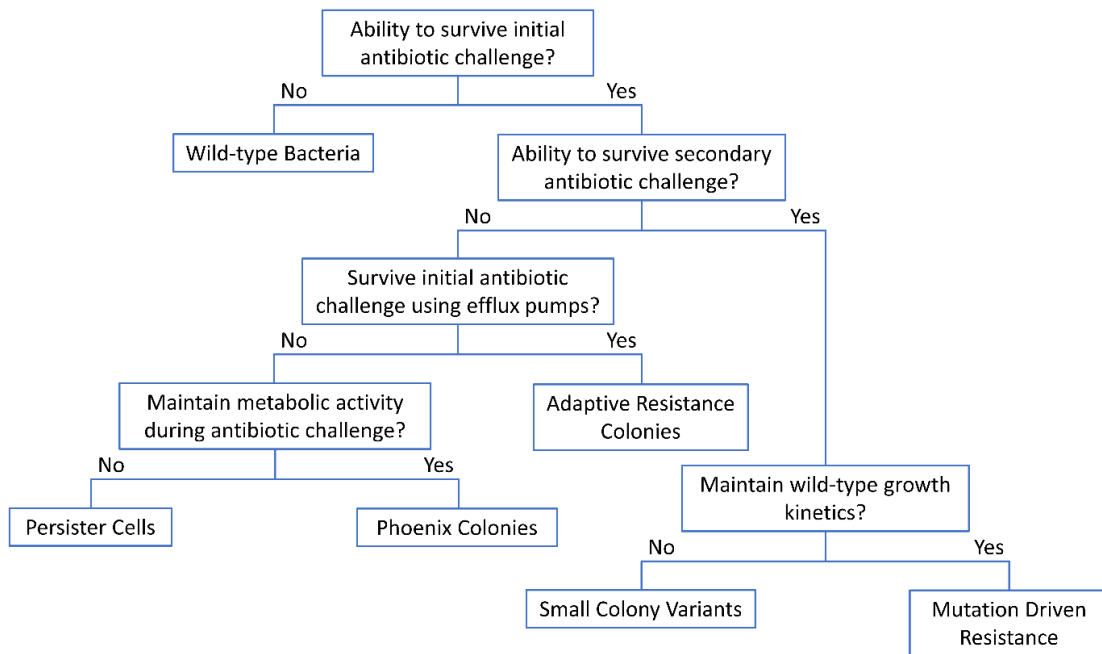 Ability to survive initial
antibiotic challenge?
No
Yes
Wild-type Bacteria
Ability to survive secondary
antibiotic challenge?
No
Yes
Survive initial antibiotic
challenge using efflux pumps?
No
Yes
Maintain metabolic activity
during antibiotic challenge?
Adaptive Resistance
Colonies
No
Yes
Persister Cells
Phoenix Colonies
Maintain wild-type growth
kinetics?
No
Yes
Small Colony Variants
Mutation Driven
Resistance